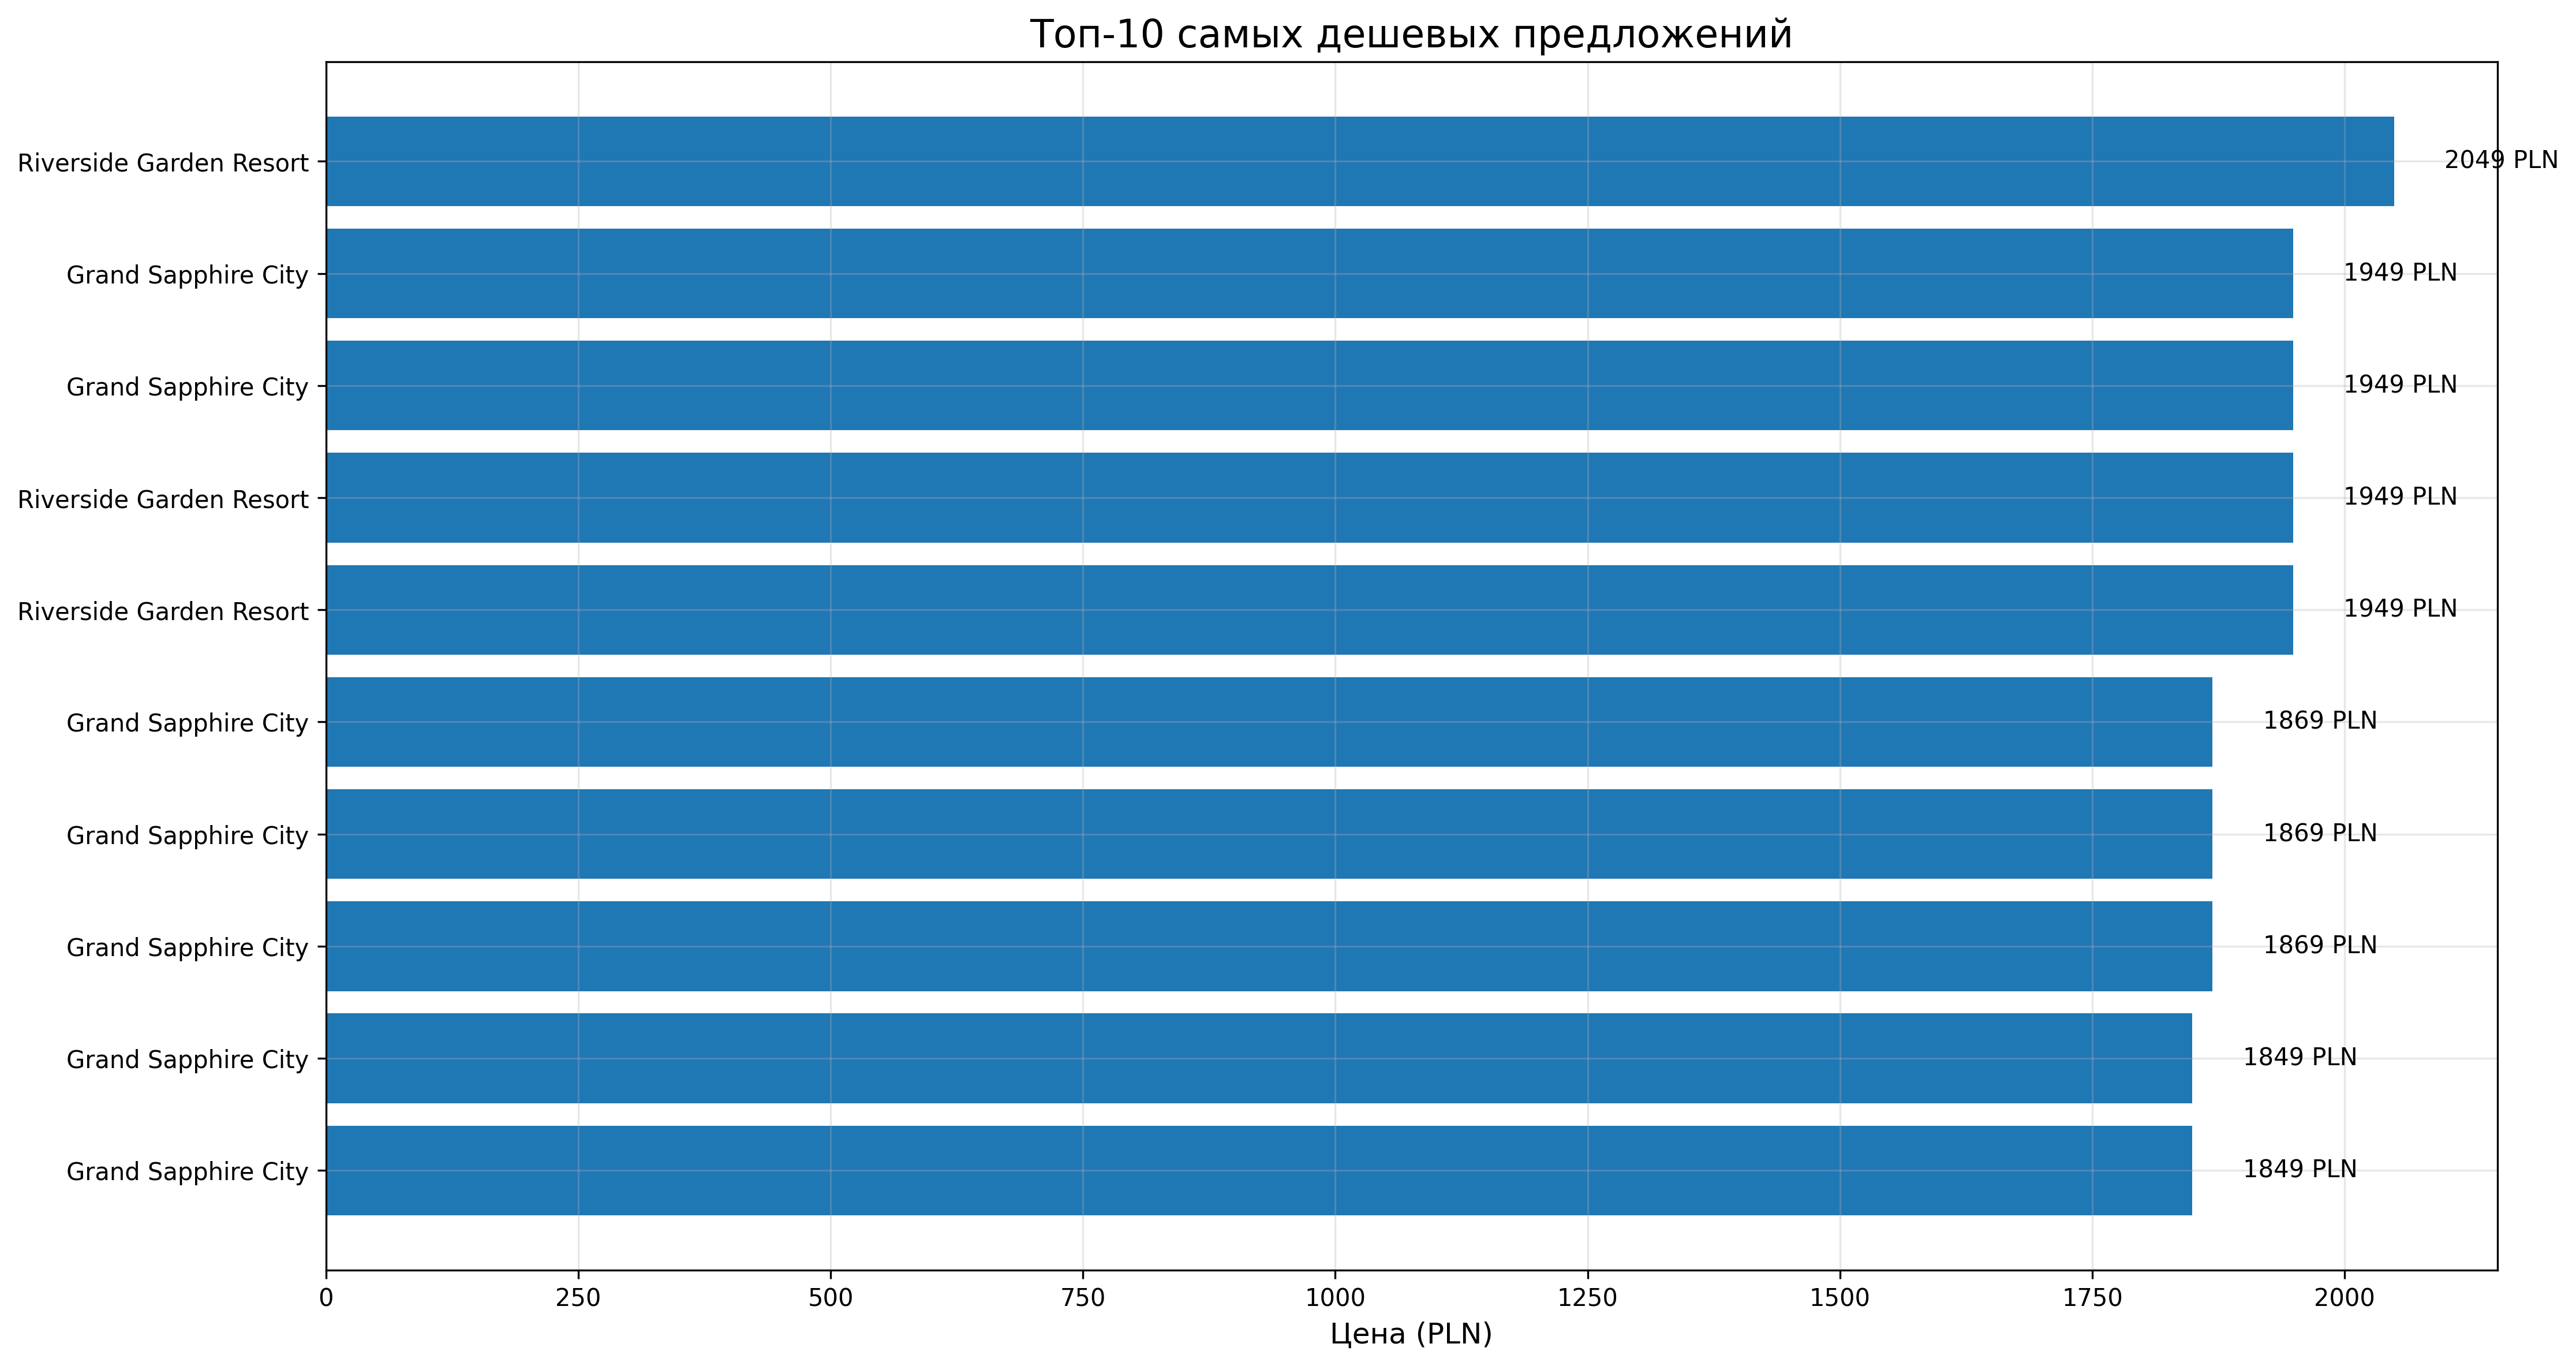 Топ-10 самых дешевых предложений
Riverside Garden Resort
2049 PLN
Grand Sapphire City
1949 PLN
Grand Sapphire City
1949 PLN
Riverside Garden Resort
1949 PLN
Riverside Garden Resort
1949 PLN
Grand Sapphire City
1869 PLN
Grand Sapphire City
1869 PLN
Grand Sapphire City
1869 PLN
Grand Sapphire City
1849 PLN
Grand Sapphire City
1849 PLN
0 250 500 750 1000 1250 1500 1750 2000
Цена (PLN)